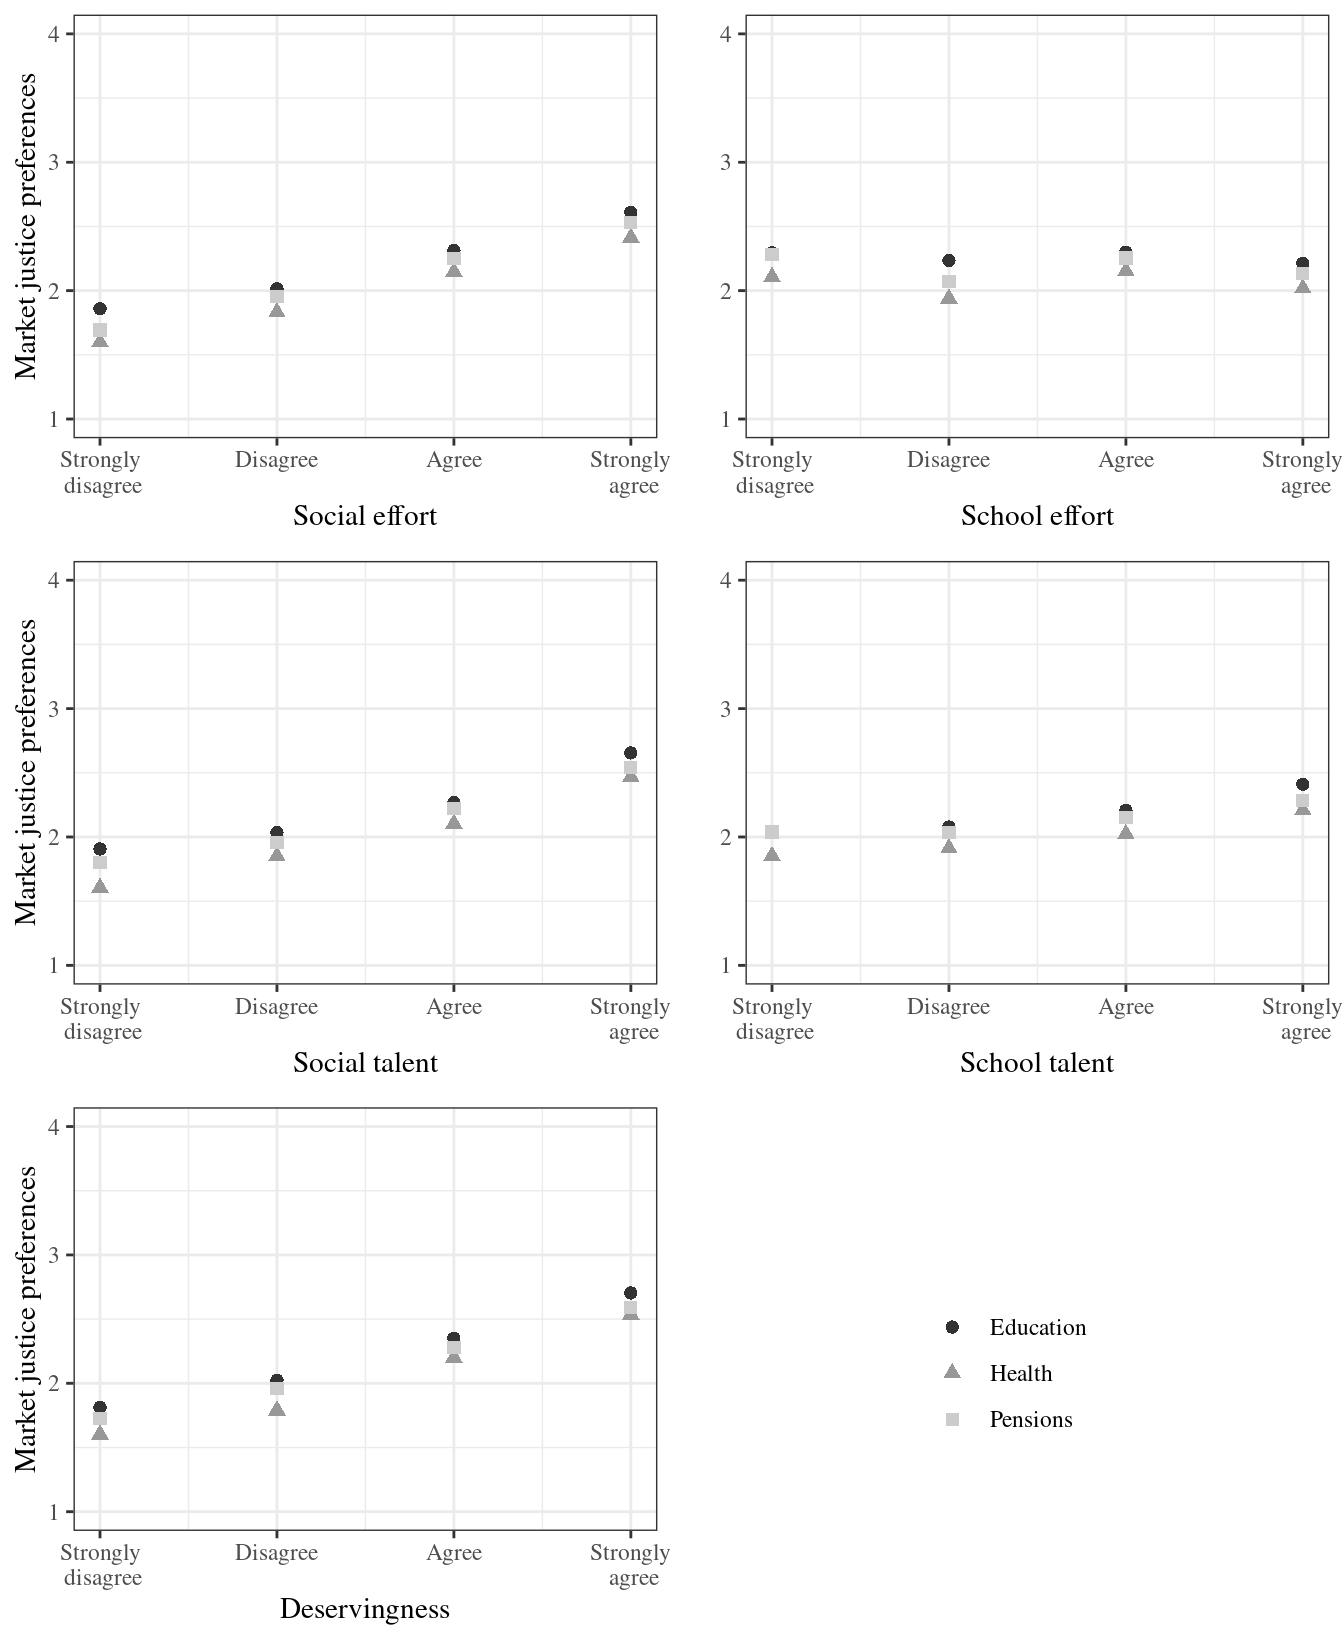 Market justice preferences
4
3
2
1
Strongly disagree
Disagree
Agree
Strongly agree
Social effort
4
3
2
1
Strongly disagree
Disagree
Agree
Strongly agree
School effort
Market justice preferences
4
3
2
1
Strongly disagree
Disagree
Agree
Strongly agree
Social talent
4
3
2
1
Strongly disagree
Disagree
Agree
Strongly agree
School talent
Market justice preferences
4
3
2
1
Strongly disagree
Disagree
Agree
Strongly agree
Deservingness
Education
Health
Pensions